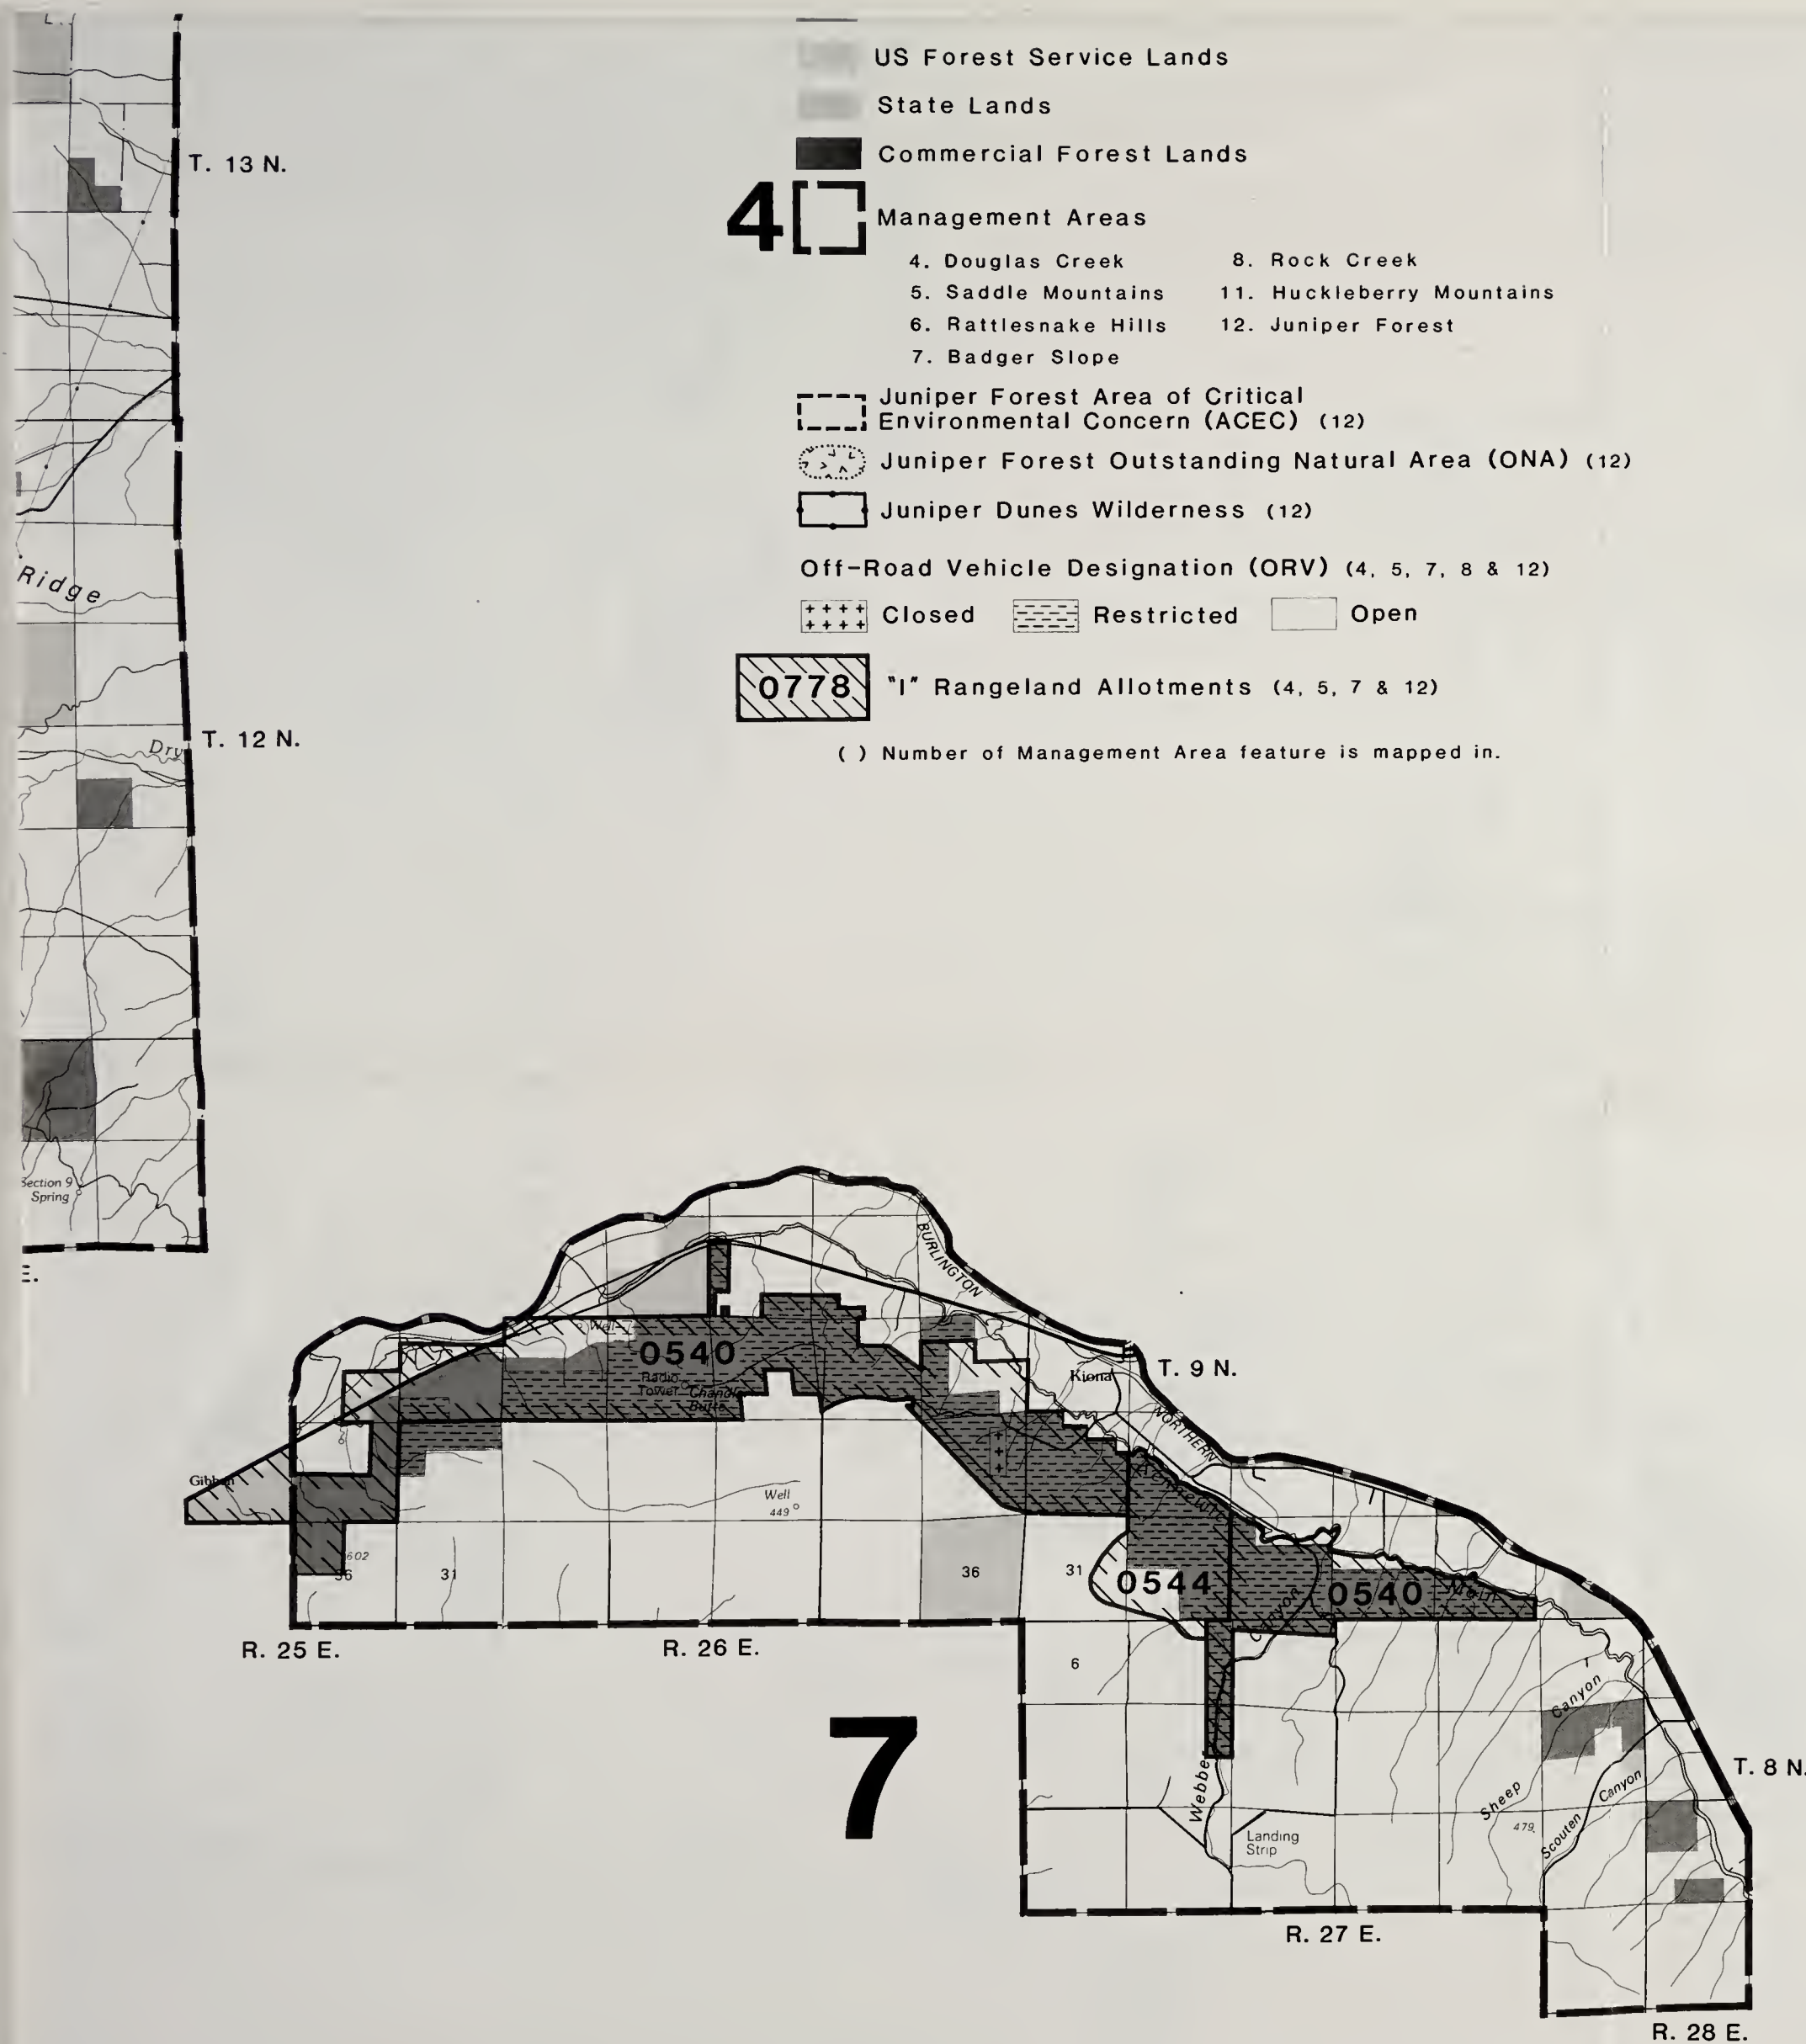 US Forest Service Lands
State Lands
Commercial Forest Lands
4 Management Areas
4. Douglas Creek
5. Saddle Mountains
6. Rattlesnake Hills
7. Badger Slope
8. Rock Creek
11. Huckleberry Mountains
12. Juniper Forest
Juniper Forest Area of Critical
Environmental Concern (ACEC) (12)
Juniper Forest Outstanding Natural Area (ONA) (12)
Juniper Dunes Wilderness (12)
Off-Road Vehicle Designation (ORV) (4, 5, 7, 8 & 12)
Closed Restricted Open
0778 "I" Rangeland Allotments (4, 5, 7 & 12)
( ) Number of Management Area feature is mapped in.
T. 13 N.
Ridge
Dry
T. 12 N.
Section 9
Spring
E.
BURLINGTON
Well
0540
Radio
Tower
Butte
Kiona
T. 9 N.
NORTHERN
Well
449
602
36
31
36
31
0544
0540
Main
Canyon
R. 25 E.
R. 26 E.
6
7
Canyon
Webber
Sheep
Canyon
Scouten
479
Landing
Strip
T. 8 N.
R. 27 E.
R. 28 E.